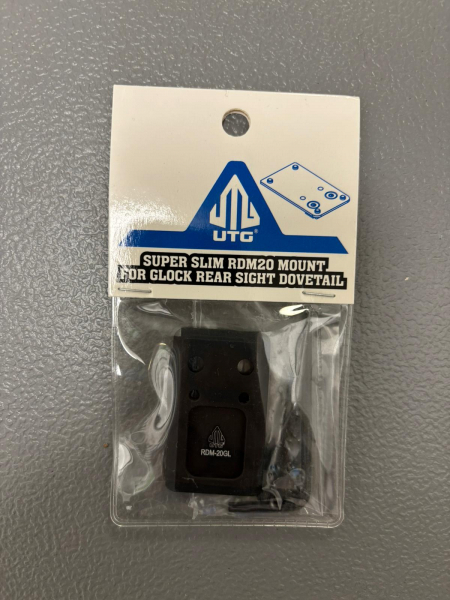 UTG®
SUPER SLIM RDM20 MOUNT
FOR GLOCK REAR SIGHT DOVETAIL
RDM-20GL